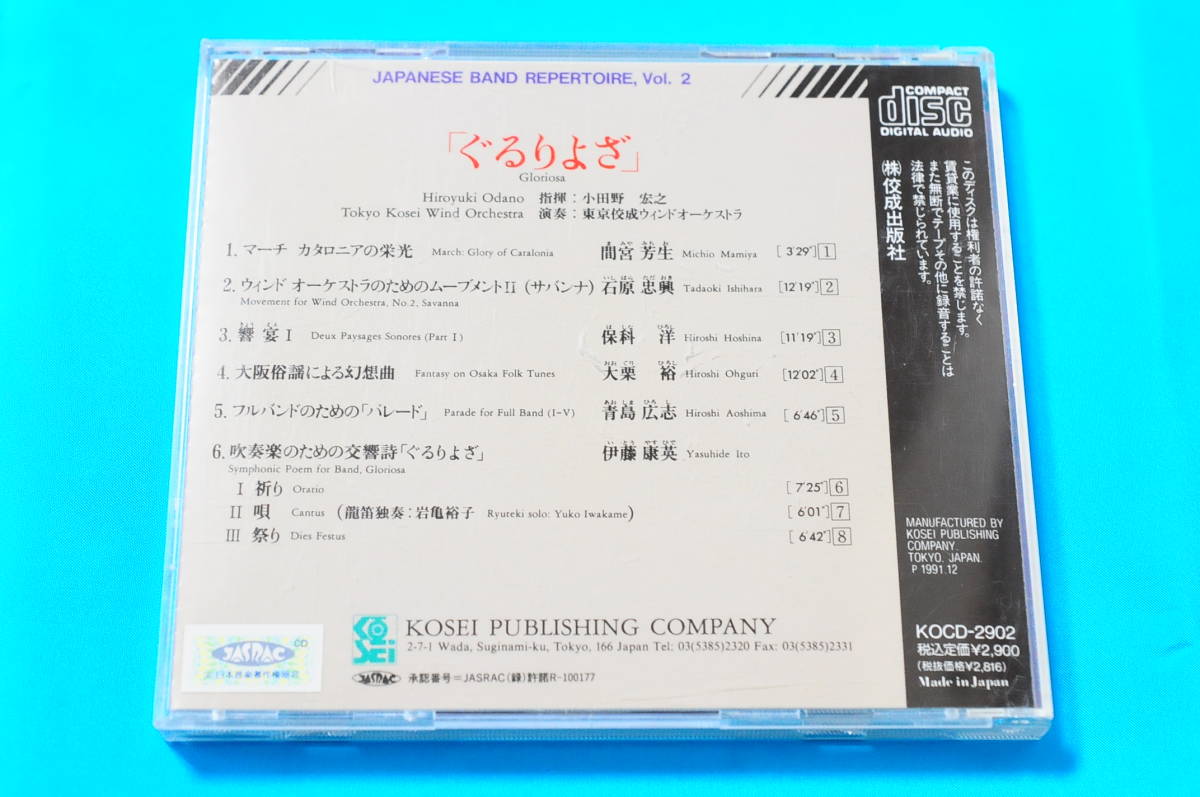 JAPANESE BAND REPERTOIRE, Vol. 2
「ぐるりよざ」
Gloriosa
Hiroyuki Odano 指揮：小田野 宏之
Tokyo Kosei Wind Orchestra 演奏：東京佼成ウィンドオーケストラ
1. マーチ カタロニアの栄光 March: Glory of Caralonia 間宮 芳生 Michio Mamiya [3'29"] 1
2. ウィンド オーケストラのためのムーブメントII (サバンナ) 石原 忠興 Tadaoki Ishihara [12'19"] 2
Movement for Wind Orchestra, No.2, Savanna
3. 響宴 I Deux Paysages Sonores (Part I) 保科 洋 Hiroshi Hoshina [11'19"] 3
4. 大阪俗謡による幻想曲 Fantasy on Osaka Folk Tunes 大栗 裕 Hiroshi Ohguri [12'02"] 4
5. フルバンドのための「パレード」 Parade for Full Band (I-V) 青島 広志 Hiroshi Aoshima [6'46"] 5
6. 吹奏楽のための交響詩「ぐるりよざ」 伊藤 康英 Yasuhide Ito
Symphonic Poem for Band, Gloriosa
I 祈り Oratio [7'25"] 6
II 唄 Cantus (龍笛独奏：岩亀裕子 Ryuteki solo: Yuko Iwakame) [6'01"] 7
III 祭り Dies Festus [6'42"] 8
KOSEI
KOSEI PUBLISHING COMPANY
2-7-1 Wada, Suginami-ku, Tokyo, 166 Japan Tel: 03(5385)2320 Fax: 03(5385)2331
JASRAC 承認番号=JASRAC(録)許諾R-100177
CD
JASRAC
日本音楽著作権協会
COMPACT
disc
DIGITAL AUDIO
このディスクは権利者の許諾なく
賃貸業に使用することを禁じます。
また無断でテープその他に録音することは
法律で禁じられています。
(株)佼成出版社
MANUFACTURED BY
KOSEI PUBLISHING
COMPANY.
TOKYO. JAPAN.
P 1991.12
KOCD-2902
税込定価¥2,900
(税抜価格¥2,816)
Made in Japan